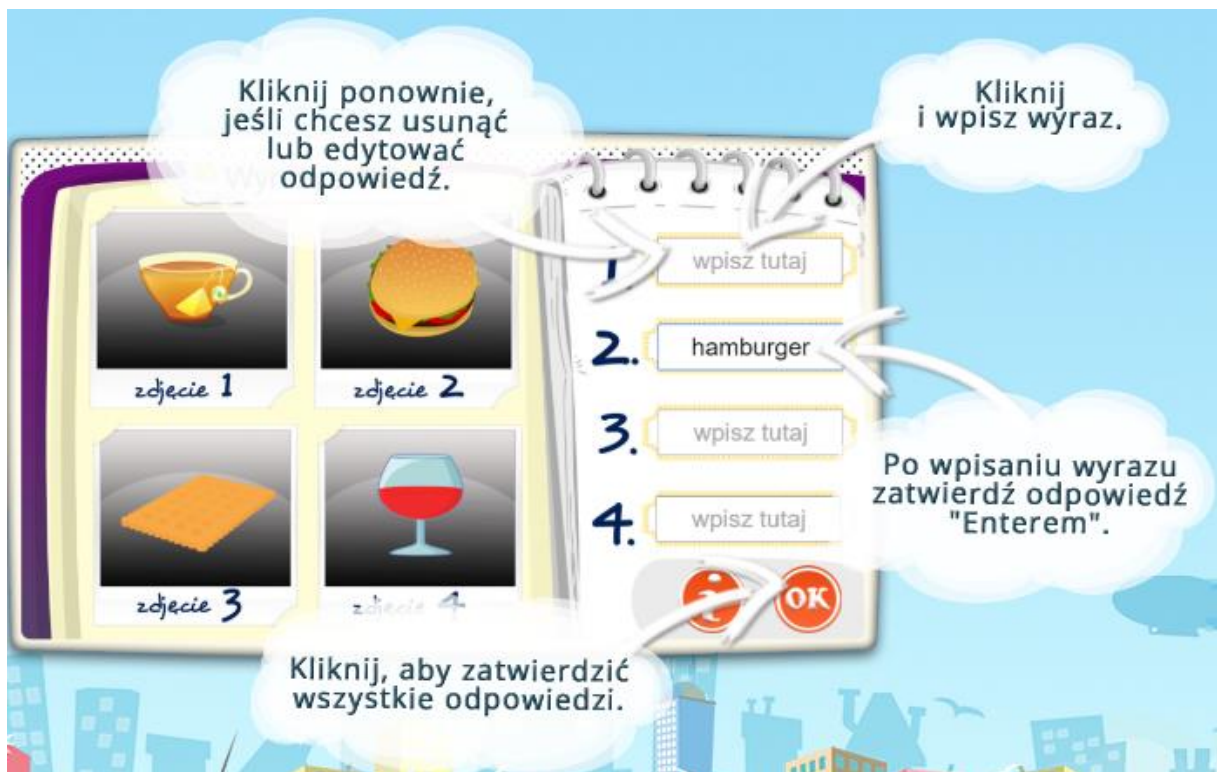 Kliknij ponownie,
jeśli chcesz usunąć
lub edytować
odpowiedź.
Kliknij
i wpisz wyraz.
zdjęcie 1
zdjęcie 2
zdjęcie 3
zdjęcie 4
1. wpisz tutaj
2. hamburger
3. wpisz tutaj
4. wpisz tutaj
OK
Po wpisaniu wyrazu
zatwierdź odpowiedź
"Enterem".
Kliknij, aby zatwierdzić
wszystkie odpowiedzi.